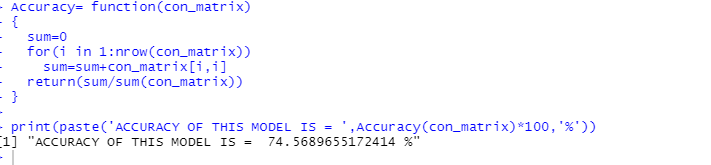 > Accuracy= function(con_matrix)
- {
-   sum=0
-   for(i in 1:nrow(con_matrix))
-     sum=sum+con_matrix[i,i]
-   return(sum/sum(con_matrix))
- }
>
> print(paste('ACCURACY OF THIS MODEL IS = ',Accuracy(con_matrix)*100,'%'))
[1] "ACCURACY OF THIS MODEL IS =  74.5689655172414 %"
>